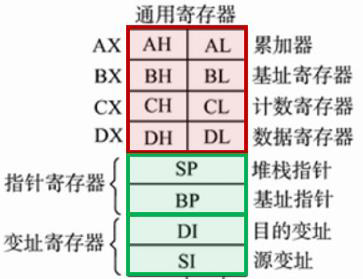 通用寄存器
AX AH AL 累加器
BX BH BL 基址寄存器
CX CH CL 计数寄存器
DX DH DL 数据寄存器
指针寄存器 SP 堆栈指针
BP 基址指针
变址寄存器 DI 目的变址
SI 源变址